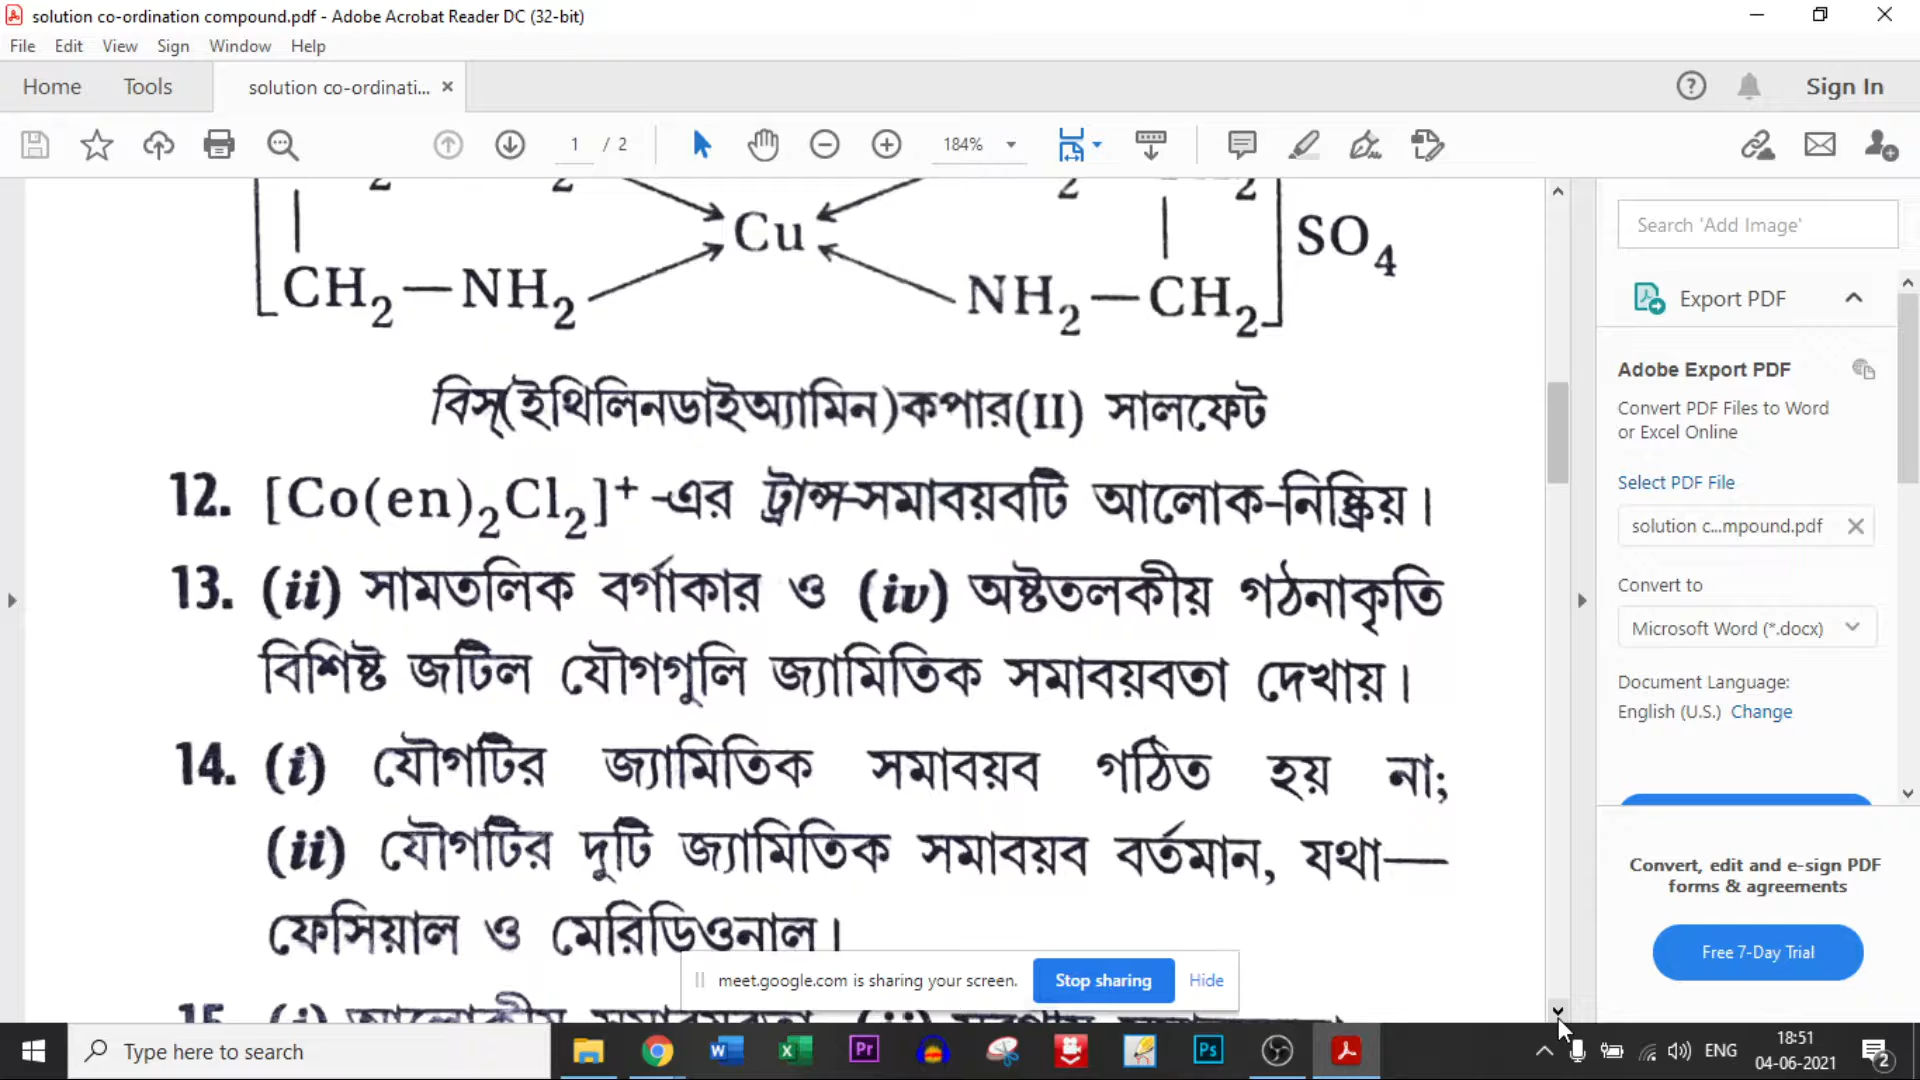 solution co-ordination compound.pdf - Adobe Acrobat Reader DC (32-bit)
File Edit View Sign Window Help
Home Tools solution co-ordinati... × Sign In
1 / 2 184%
Cu SO4
CH2—NH2 NH2—CH2
বিস্(ইথিলিনডাইঅ্যামিন)কপার(II) সালফেট
12. [Co(en)2Cl2]+ -এর ট্রান্স-সমাবয়বটি আলোক-নিষ্ক্রিয়।
13. (ii) সামতলিক বর্গাকার ও (iv) অষ্টতলকীয় গঠনাকৃতি
বিশিষ্ট জটিল যৌগগুলি জ্যামিতিক সমাবয়বতা দেখায়।
14. (i) যৌগটির জ্যামিতিক সমাবয়ব গঠিত হয় না;
(ii) যৌগটির দুটি জ্যামিতিক সমাবয়ব বর্তমান, যথা—
ফেসিয়াল ও মেরিডিওনাল।
Search 'Add Image'
Export PDF
Adobe Export PDF
Convert PDF Files to Word
or Excel Online
Select PDF File
solution c...mpound.pdf
Convert to
Microsoft Word (*.docx)
Document Language:
English (U.S.) Change
Convert, edit and e-sign PDF
forms & agreements
Free 7-Day Trial
meet.google.com is sharing your screen. Stop sharing Hide
Type here to search
ENG
18:51
04-06-2021
2